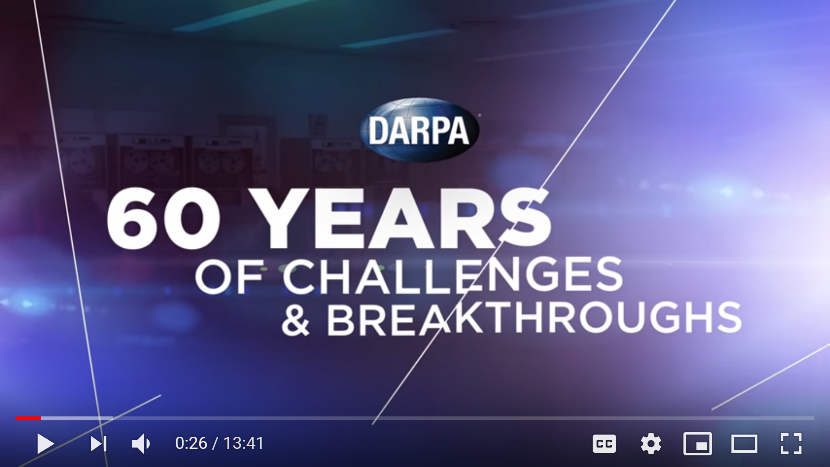 DARPA
60 YEARS
OF CHALLENGES
& BREAKTHROUGHS
0:26 / 13:41
CC